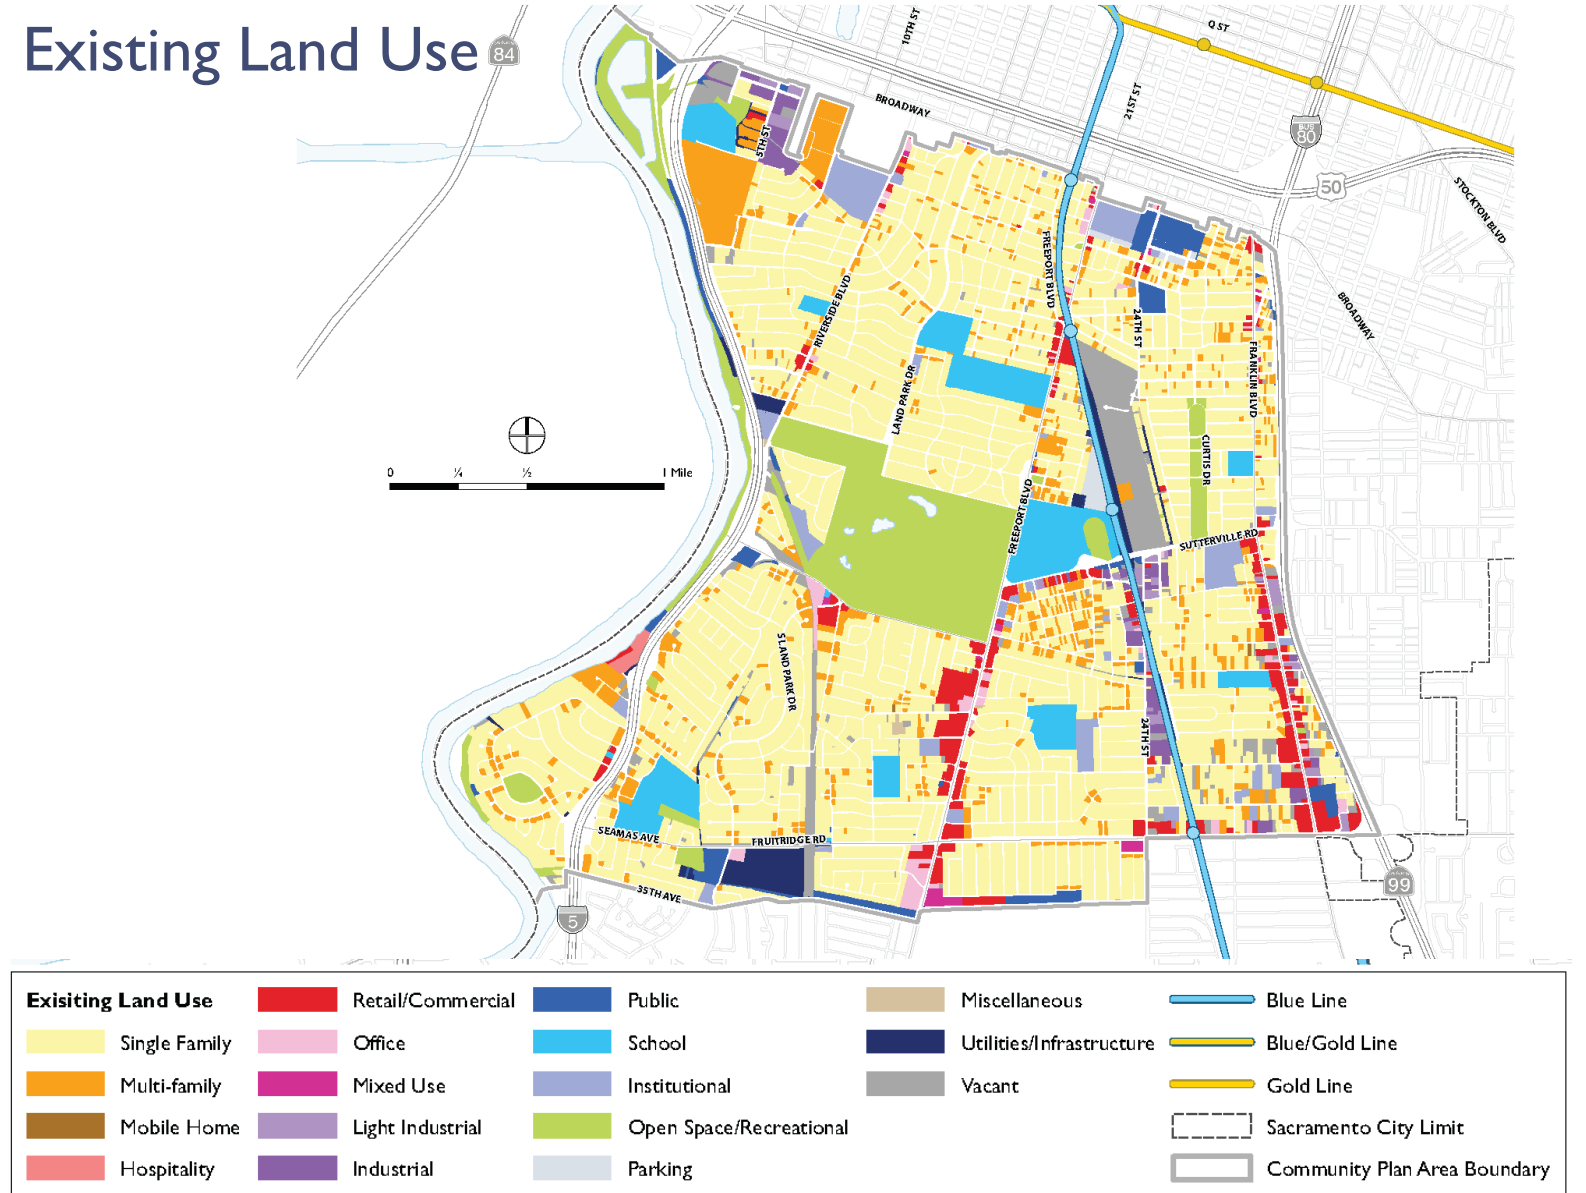 Existing Land Use
84
10TH ST
Q ST
21ST ST
BROADWAY
BUS
80
50
STOCKTON BLVD
5TH ST
FREEPORT BLVD
RIVERSIDE BLVD
24TH ST
BROADWAY
FRANKLIN BLVD
LAND PARK DR
CURTIS DR
0 ¼ ½ 1 Mile
FREEPORT BLVD
SUTTERVILLE RD
S LAND PARK DR
24TH ST
SEAMAS AVE
FRUITRIDGE RD
35TH AVE
5
99
Exisiting Land Use
Single Family
Multi-family
Mobile Home
Hospitality
Retail/Commercial
Office
Mixed Use
Light Industrial
Industrial
Public
School
Institutional
Open Space/Recreational
Parking
Miscellaneous
Utilities/Infrastructure
Vacant
Blue Line
Blue/Gold Line
Gold Line
Sacramento City Limit
Community Plan Area Boundary